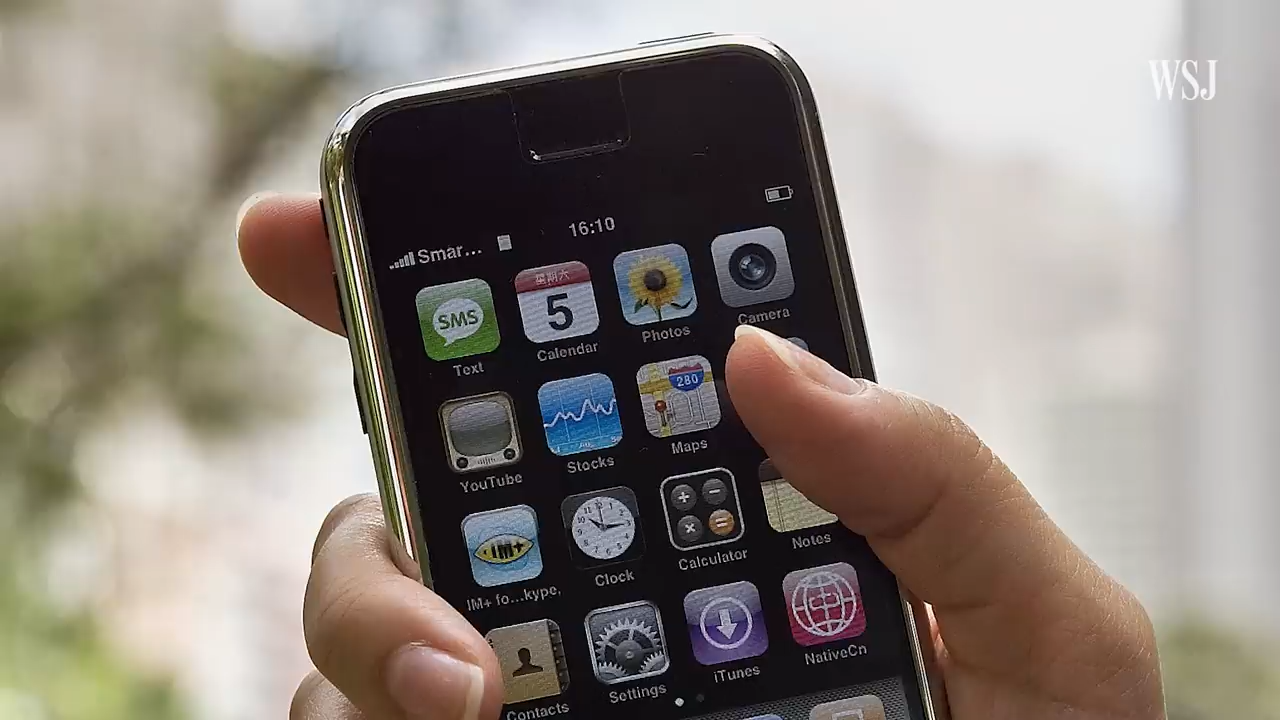 WSJ
16:10
Smar...
SMS
Text
星期六
5
Calendar
Photos
Camera
YouTube
Stocks
280
Maps
IM+
IM+ fo...kype.
Clock
Calculator
Notes
Contacts
Settings
iTunes
NativeCn